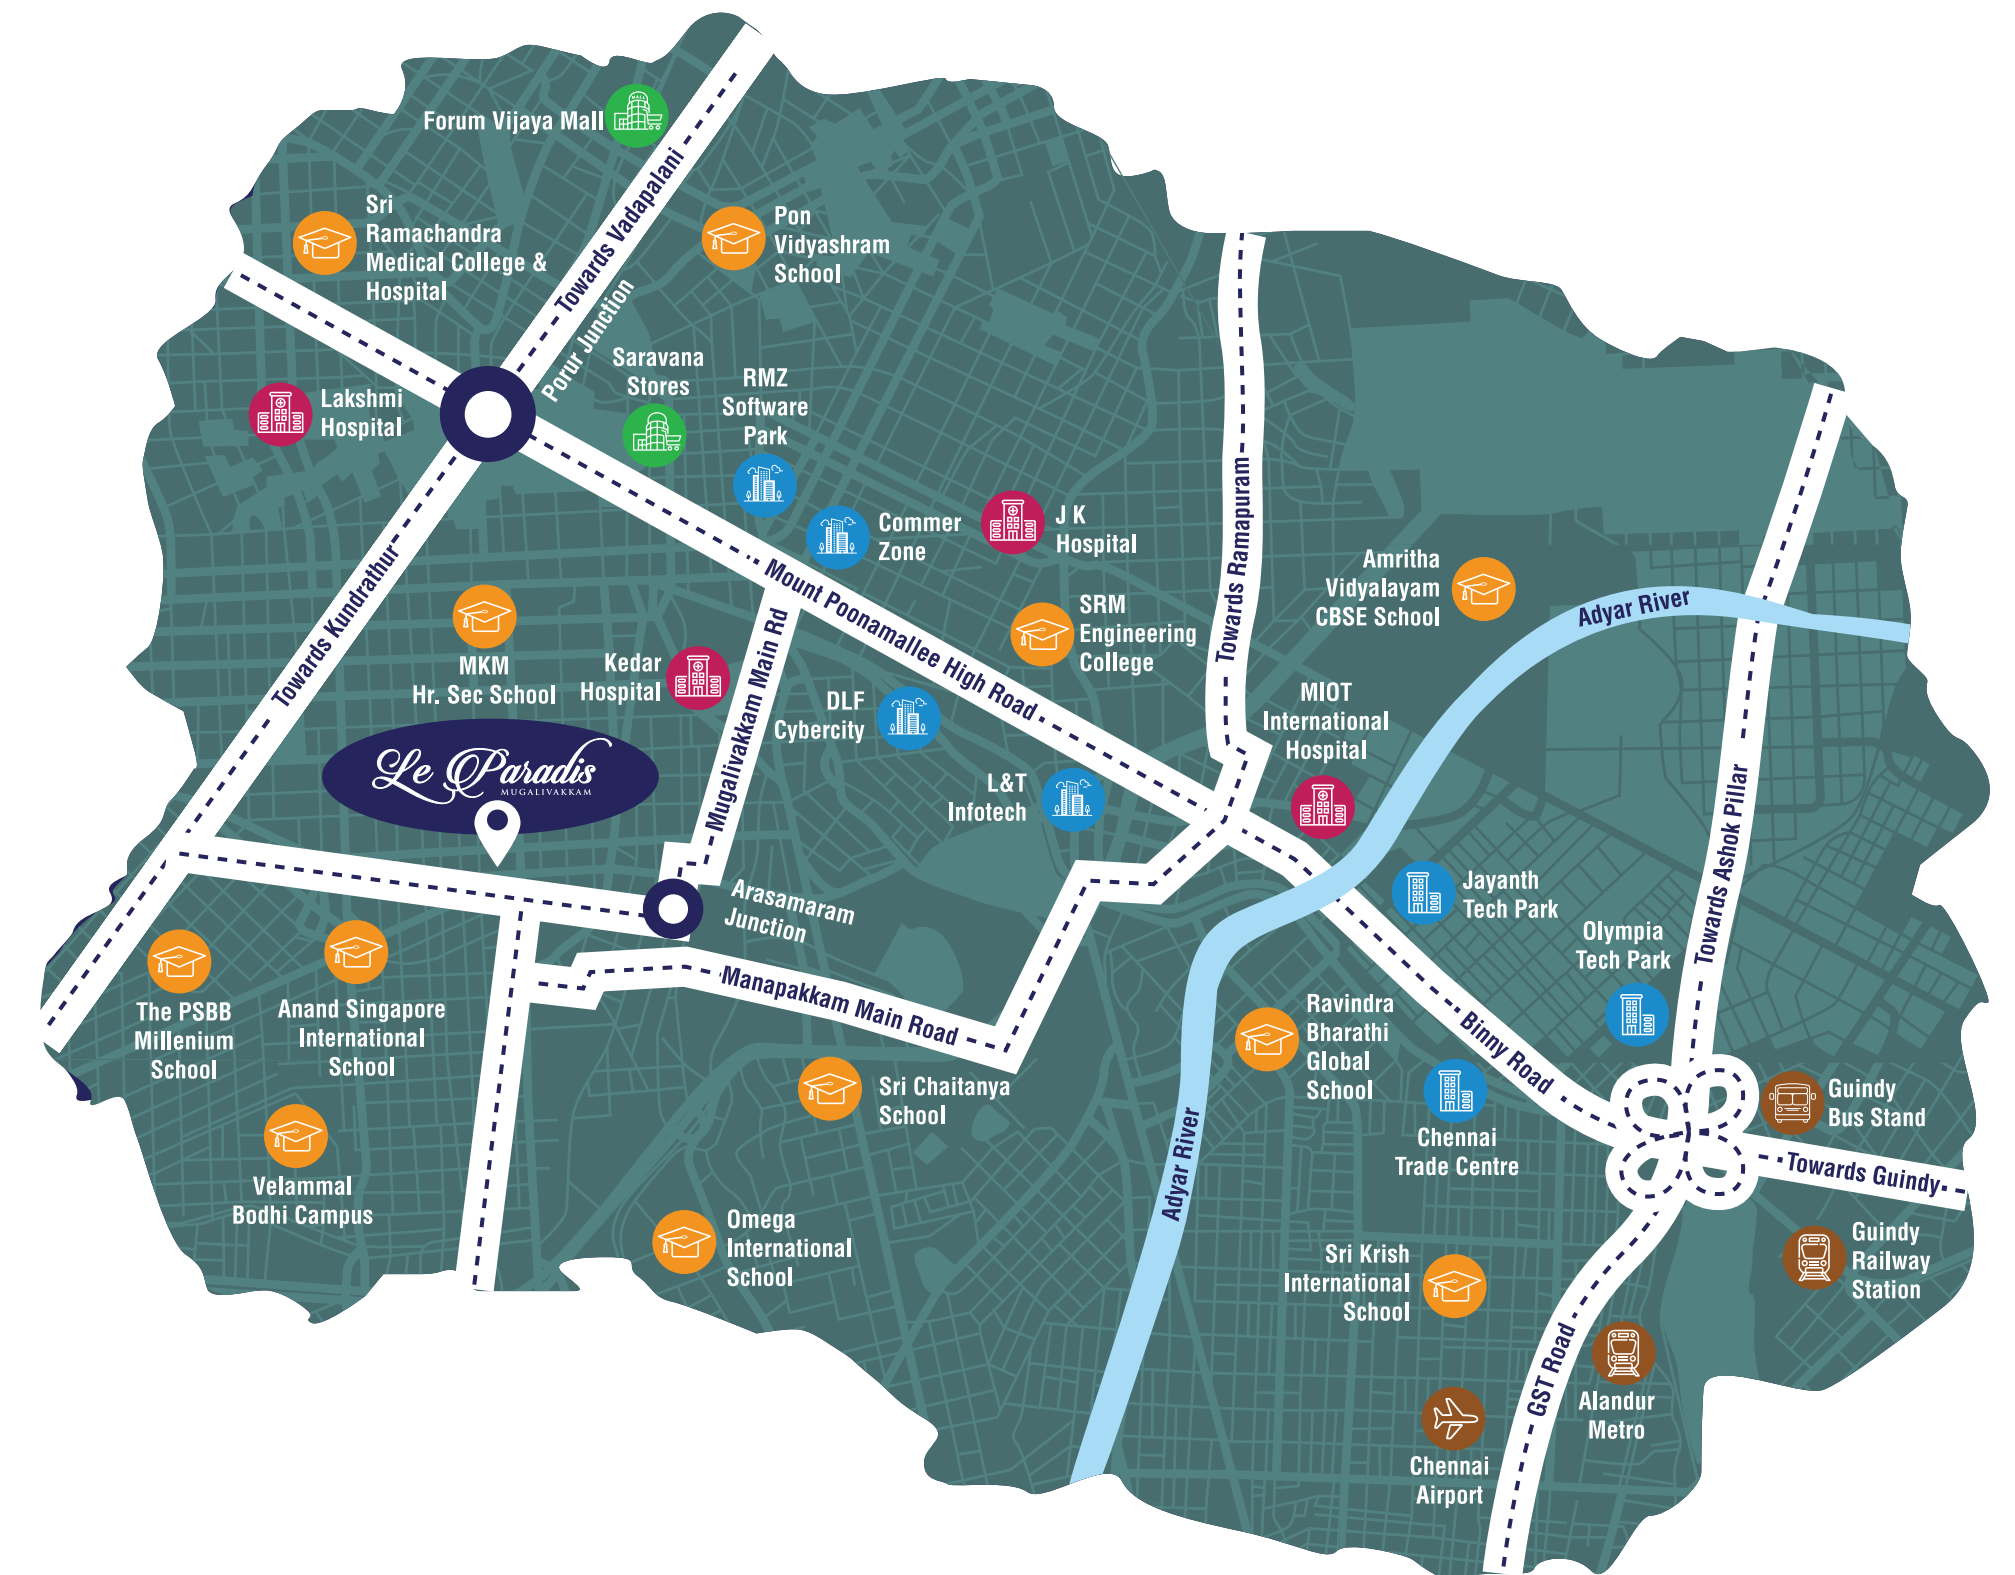 Forum Vijaya Mall
MALL
Towards Vadapalani
Sri
Ramachandra
Medical College &
Hospital
Pon
Vidyashram
School
Porur Junction
Saravana
Stores
RMZ
Software
Park
Lakshmi
Hospital
Commer
Zone
J K
Hospital
Towards Ramapuram
Amritha
Vidyalayam
CBSE School
Adyar River
Towards Kundrathur
Mount Poonamallee High Road
SRM
Engineering
College
MKM
Hr. Sec School
Kedar
Hospital
Mugalivakkam Main Rd
DLF
Cybercity
MIOT
International
Hospital
Le Paradis
MUGALIVAKKAM
L&T
Infotech
Towards Ashok Pillar
Arasamaram
Junction
Jayanth
Tech Park
Olympia
Tech Park
Manapakkam Main Road
The PSBB
Millenium
School
Anand Singapore
International
School
Ravindra
Bharathi
Global
School
Binny Road
Sri Chaitanya
School
Guindy
Bus Stand
Chennai
Trade Centre
Adyar River
Towards Guindy
Velammal
Bodhi Campus
Omega
International
School
Sri Krish
International
School
Guindy
Railway
Station
GST Road
Alandur
Metro
Chennai
Airport